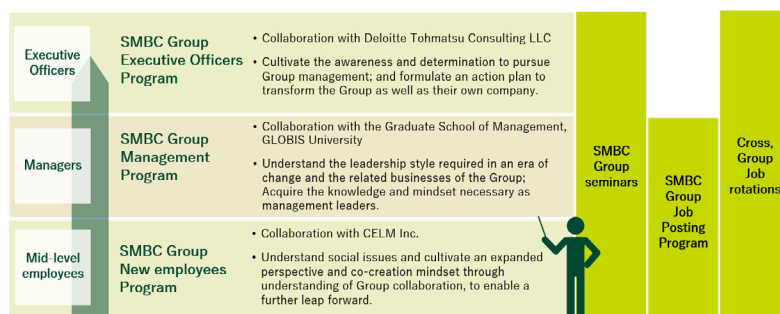 Executive
Officers
SMBC Group
Executive Officers
Program
• Collaboration with Deloitte Tohmatsu Consulting LLC
• Cultivate the awareness and determination to pursue
Group management; and formulate an action plan to
transform the Group as well as their own company.
Managers
SMBC Group
Management
Program
• Collaboration with the Graduate School of Management,
GLOBIS University
• Understand the leadership style required in an era of
change and the related businesses of the Group;
Acquire the knowledge and mindset necessary as
management leaders.
Mid-level
employees
SMBC Group
New employees
Program
• Collaboration with CELM Inc.
• Understand social issues and cultivate an expanded
perspective and co-creation mindset through
understanding of Group collaboration, to enable a
further leap forward.
SMBC
Group
seminars
SMBC
Group
Job
Posting
Program
Cross,
Group
Job
rotations